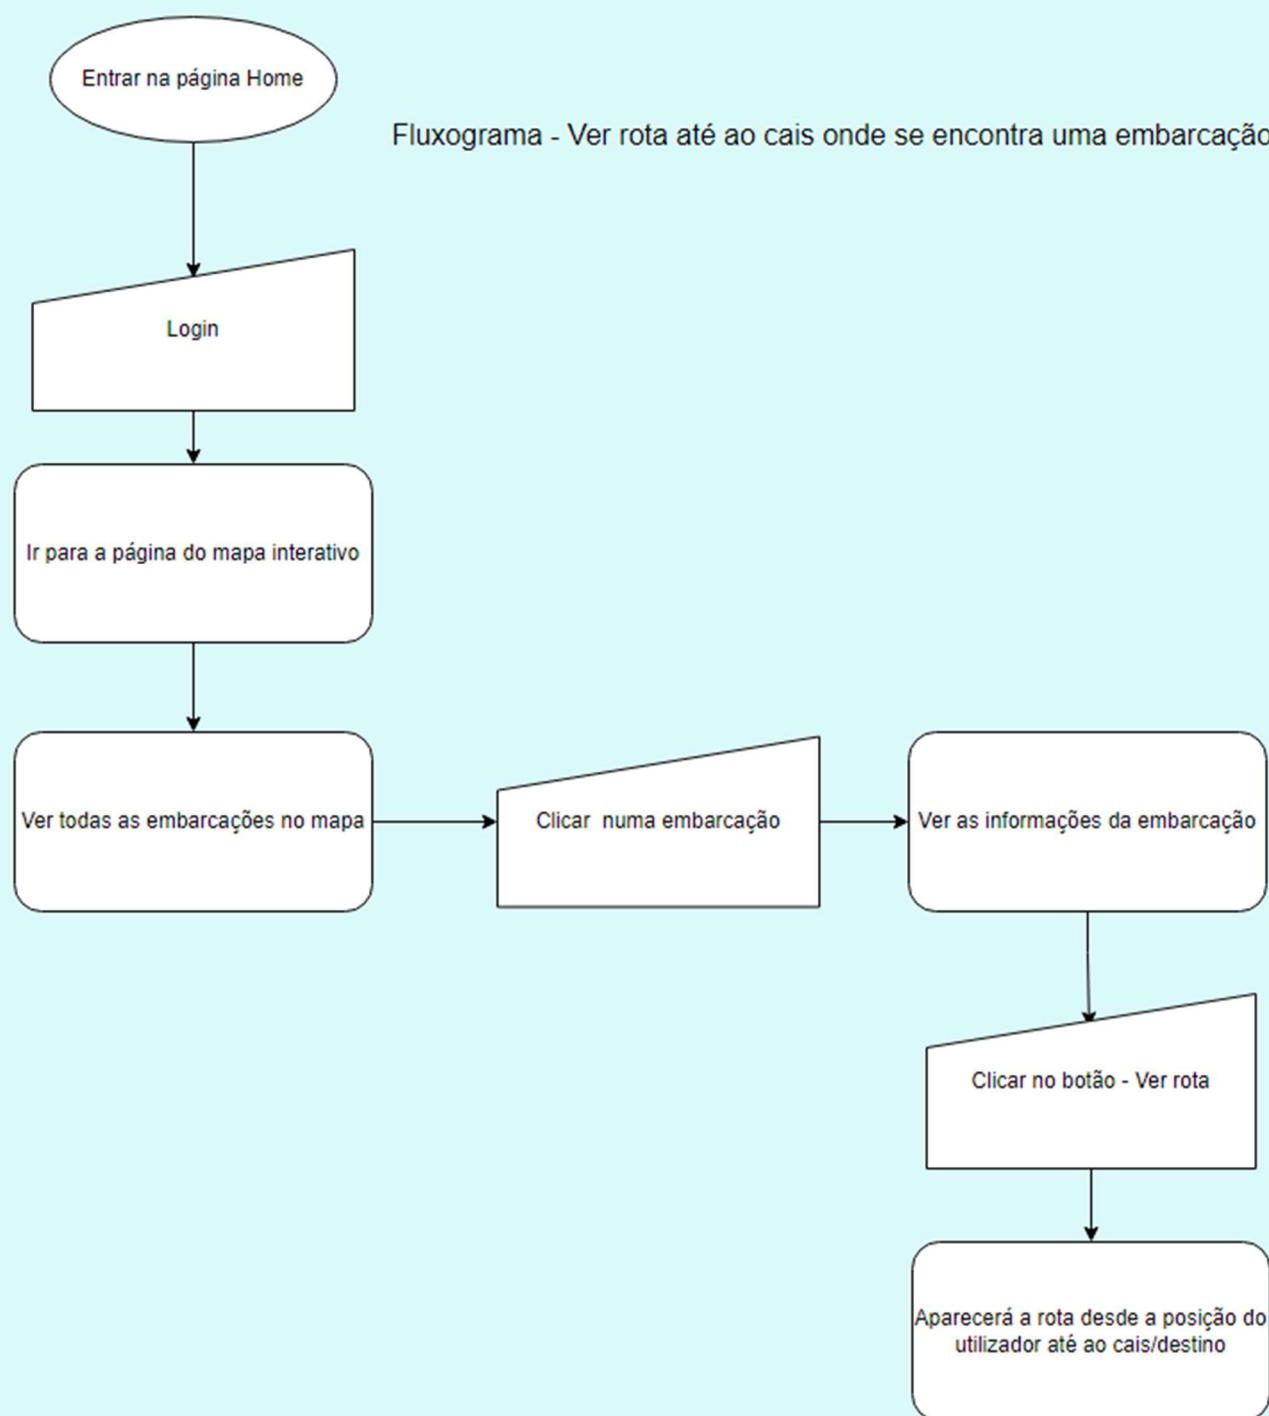 Entrar na página Home
Fluxograma - Ver rota até ao cais onde se encontra uma embarcação
Login
Ir para a página do mapa interativo
Ver todas as embarcações no mapa
Clicar numa embarcação
Ver as informações da embarcação
Clicar no botão - Ver rota
Aparecerá a rota desde a posição do
utilizador até ao cais/destino